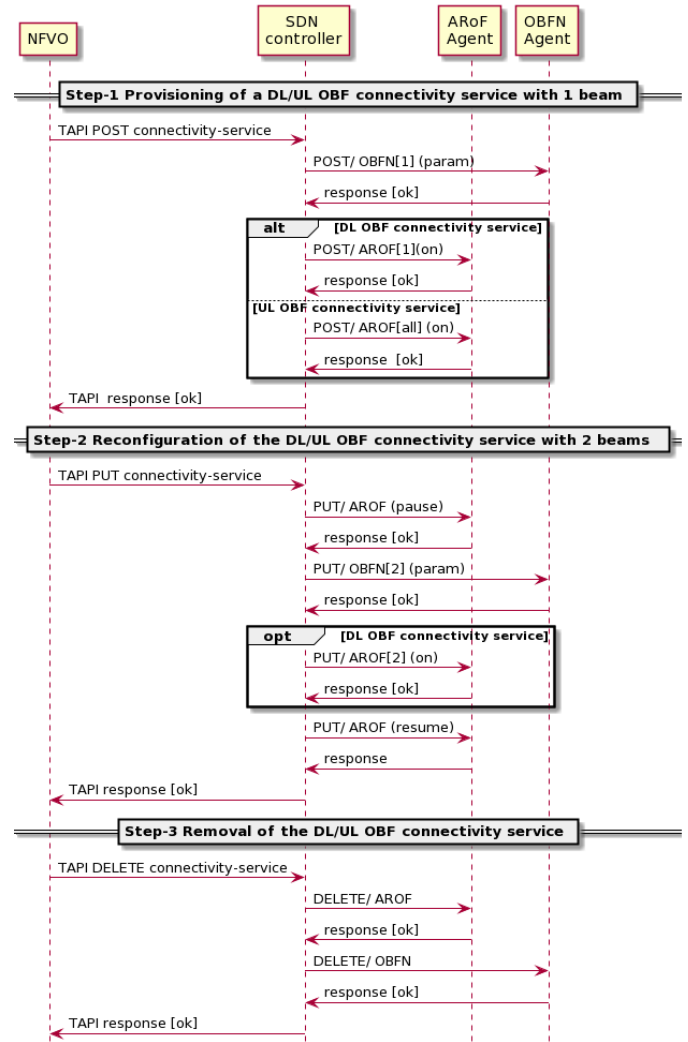 NFVO
SDN
controller
ARoF
Agent
OBFN
Agent
Step-1 Provisioning of a DL/UL OBF connectivity service with 1 beam
TAPI POST connectivity-service
POST/ OBFN[1] (param)
response [ok]
alt
[DL OBF connectivity service]
POST/ AROF[1](on)
response [ok]
[UL OBF connectivity service]
POST/ AROF[all] (on)
response  [ok]
TAPI  response [ok]
Step-2 Reconfiguration of the DL/UL OBF connectivity service with 2 beams
TAPI PUT connectivity-service
PUT/ AROF (pause)
response [ok]
PUT/ OBFN[2] (param)
response [ok]
opt
[DL OBF connectivity service]
PUT/ AROF[2] (on)
response [ok]
PUT/ AROF (resume)
response
TAPI response [ok]
Step-3 Removal of the DL/UL OBF connectivity service
TAPI DELETE connectivity-service
DELETE/ AROF
response [ok]
DELETE/ OBFN
response [ok]
TAPI response [ok]